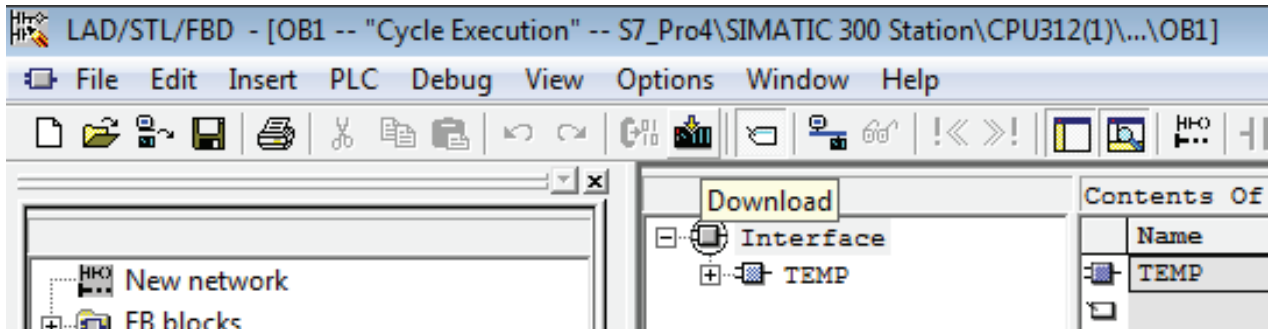 LAD/STL/FBD - [OB1 -- "Cycle Execution" -- S7_Pro4\SIMATIC 300 Station\CPU312(1)\...\OB1]
File Edit Insert PLC Debug View Options Window Help
Download
Contents Of
Interface
Name
TEMP
TEMP
New network
FB blocks